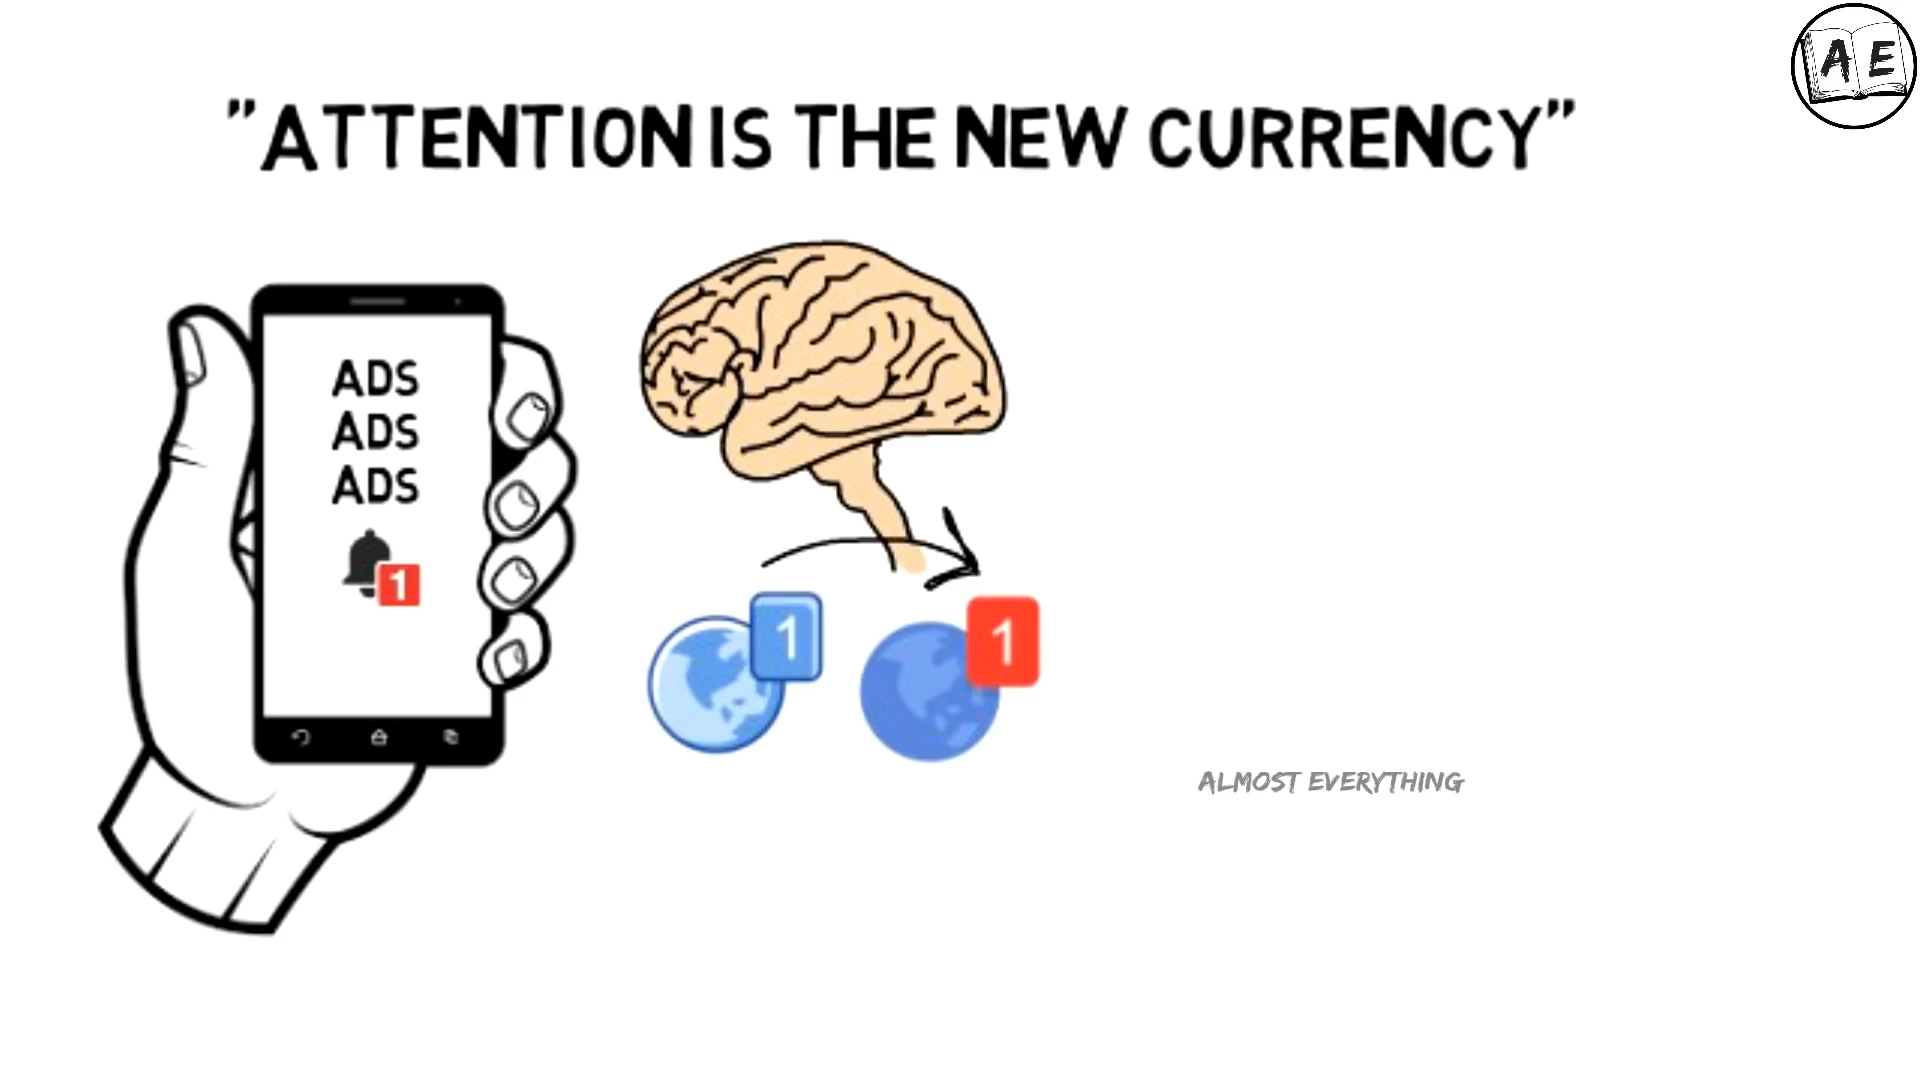 A E
"ATTENTION IS THE NEW CURRENCY"
ADS
ADS
ADS
1
1
1
ALMOST EVERYTHING